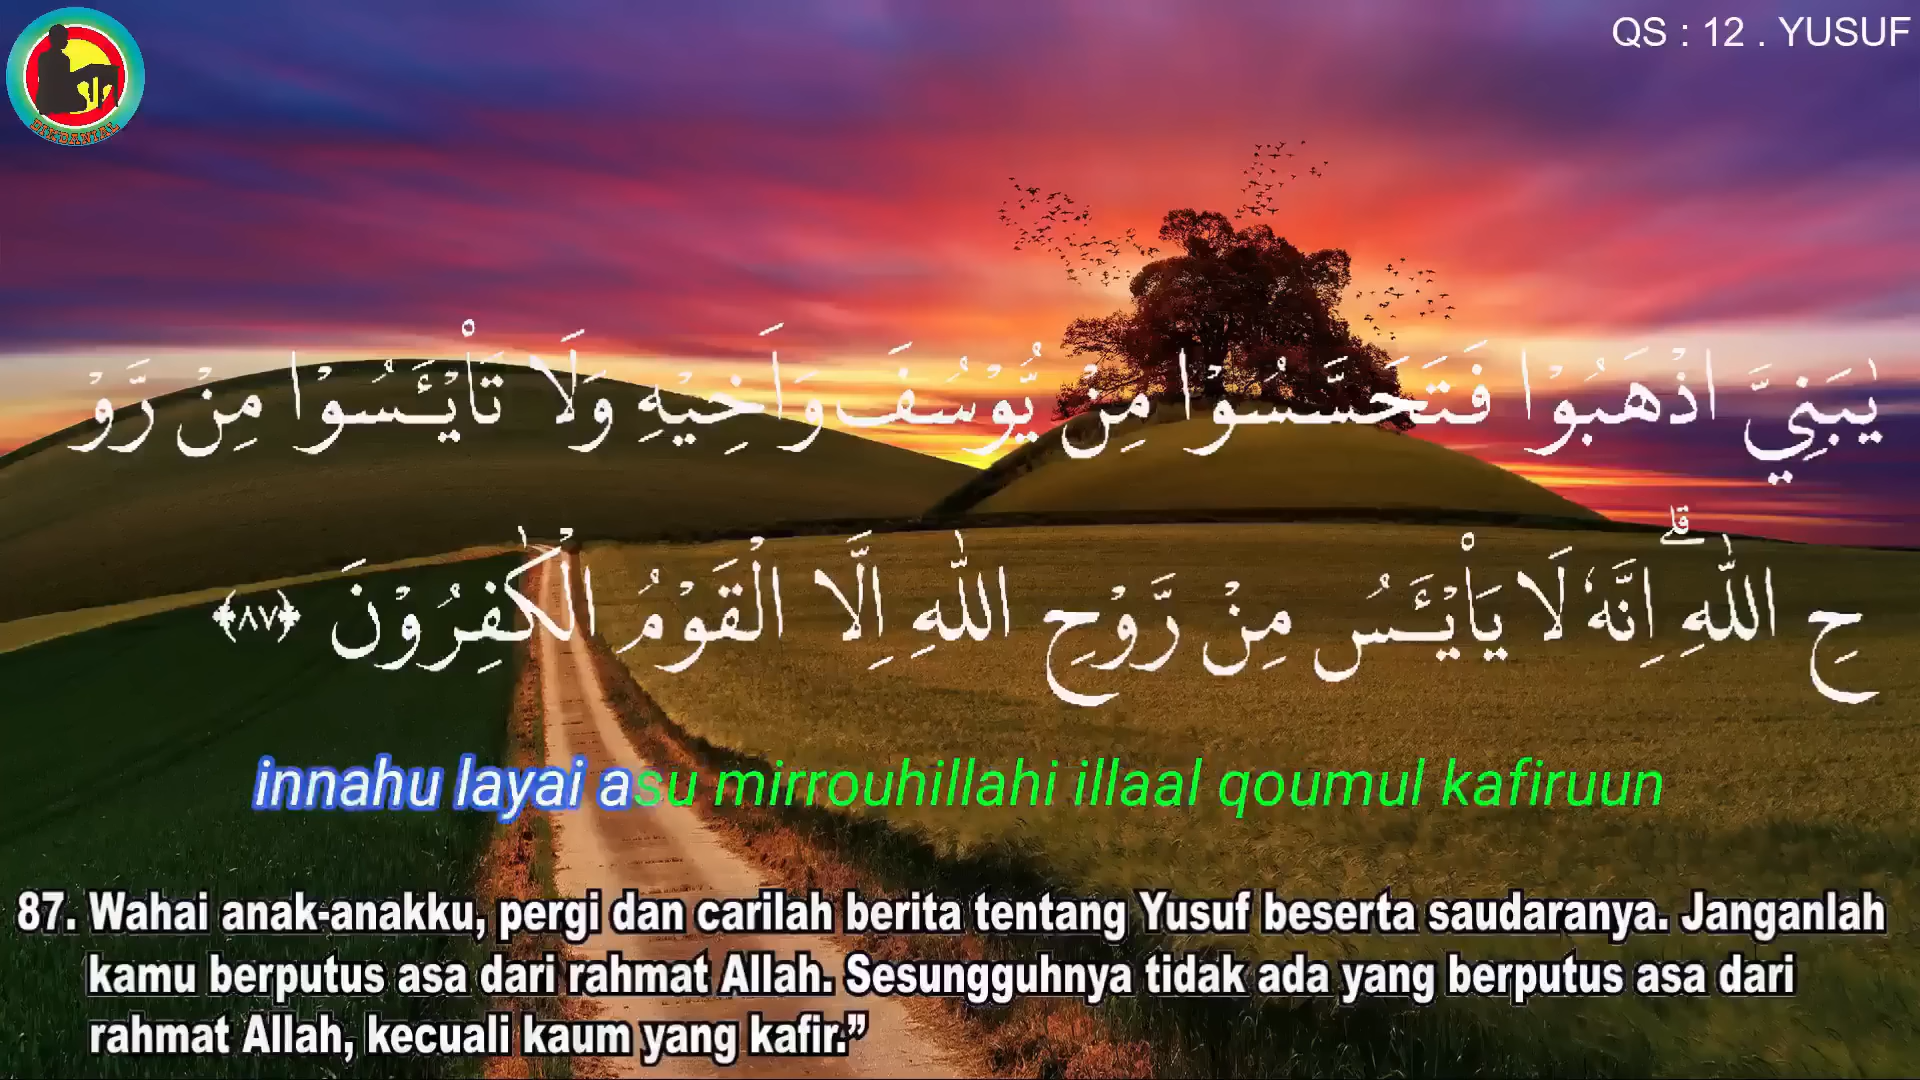 BIMDANIAL
QS : 12 . YUSUF
يٰبَنِيَّ اذْهَبُوْا فَتَحَسَّسُوْا مِنْ يُّوْسُفَ وَاَخِيْهِ وَلَا تَا۟يْـَٔسُوْا مِنْ رَّوْ
حِ اللّٰهِ ۗاِنَّهٗ لَا يَا۟يْـَٔسُ مِنْ رَّوْحِ اللّٰهِ اِلَّا الْقَوْمُ الْكٰفِرُوْنَ ﴿٨٧﴾
innahu layai asu mirrouhillahi illaal qoumul kafiruun
87. Wahai anak-anakku, pergi dan carilah berita tentang Yusuf beserta saudaranya. Janganlah
kamu berputus asa dari rahmat Allah. Sesungguhnya tidak ada yang berputus asa dari
rahmat Allah, kecuali kaum yang kafir.”